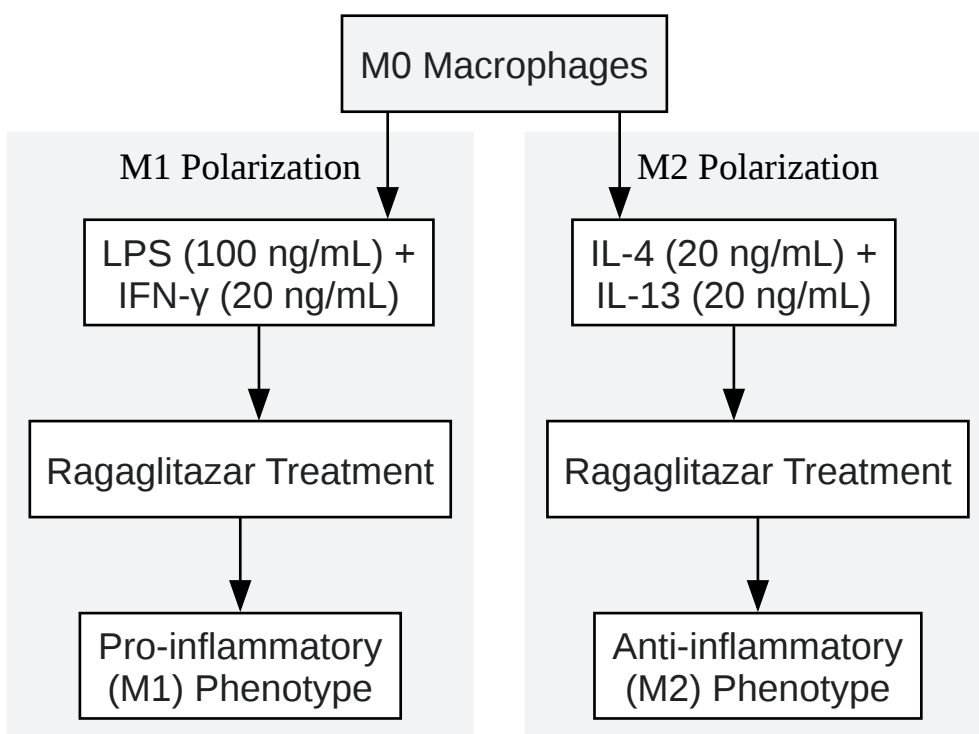 M0 Macrophages
M1 Polarization
LPS (100 ng/mL) +
IFN-γ (20 ng/mL)
Ragaglitazar Treatment
Pro-inflammatory
(M1) Phenotype
M2 Polarization
IL-4 (20 ng/mL) +
IL-13 (20 ng/mL)
Ragaglitazar Treatment
Anti-inflammatory
(M2) Phenotype